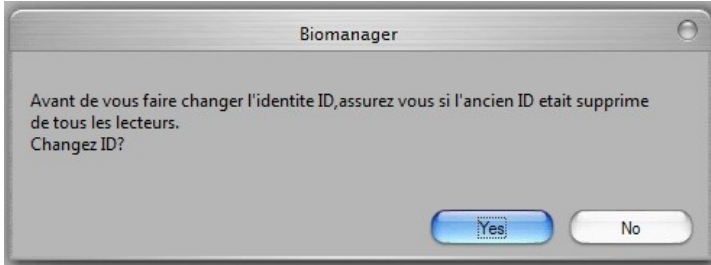 Biomanager
Avant de vous faire changer l'identite ID,assurez vous si l'ancien ID etait supprime
de tous les lecteurs.
Changez ID?
Yes
No